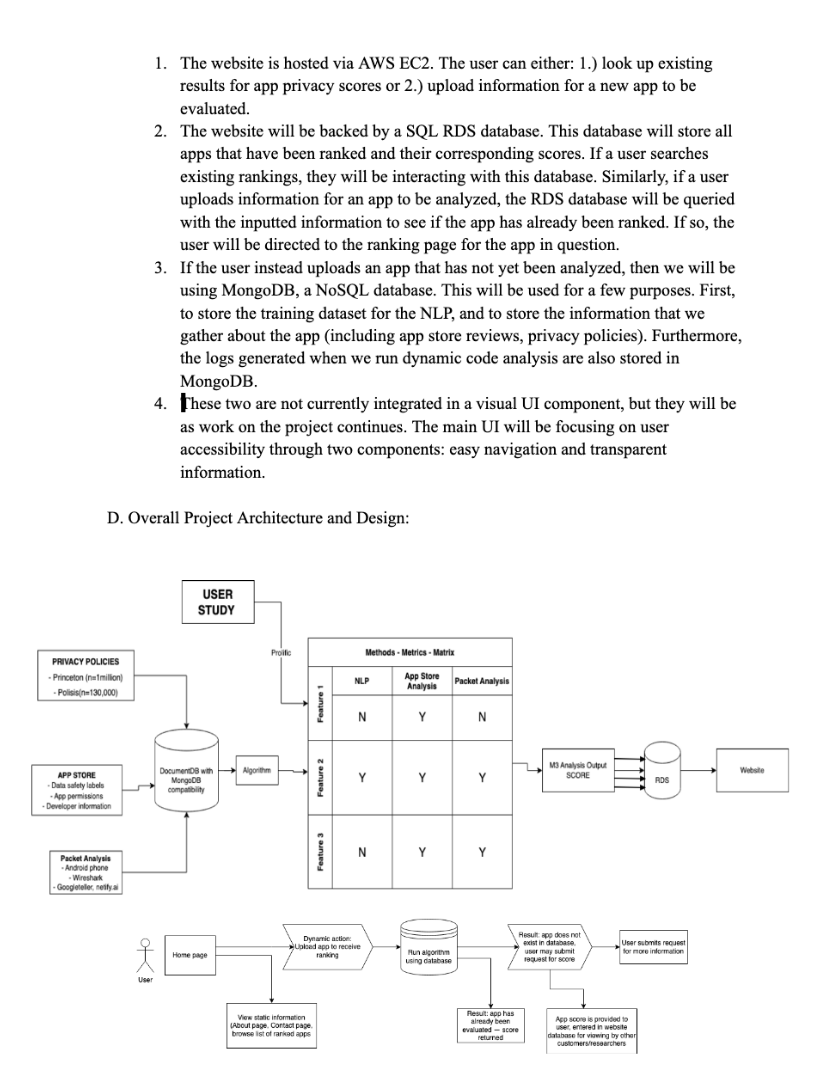 1. The website is hosted via AWS EC2. The user can either: 1.) look up existing
results for app privacy scores or 2.) upload information for a new app to be
evaluated.
2. The website will be backed by a SQL RDS database. This database will store all
apps that have been ranked and their corresponding scores. If a user searches
existing rankings, they will be interacting with this database. Similarly, if a user
uploads information for an app to be analyzed, the RDS database will be queried
with the inputted information to see if the app has already been ranked. If so, the
user will be directed to the ranking page for the app in question.
3. If the user instead uploads an app that has not yet been analyzed, then we will be
using MongoDB, a NoSQL database. This will be used for a few purposes. First,
to store the training dataset for the NLP, and to store the information that we
gather about the app (including app store reviews, privacy policies). Furthermore,
the logs generated when we run dynamic code analysis are also stored in
MongoDB.
4. These two are not currently integrated in a visual UI component, but they will be
as work on the project continues. The main UI will be focusing on user
accessibility through two components: easy navigation and transparent
information.
D. Overall Project Architecture and Design:
USER
STUDY
Prolific
PRIVACY POLICIES
- Princeton (n=1million)
- Polisis(n=130,000)
APP STORE
- Data safety labels
- App permissions
- Developer information
Packet Analysis
- Android phone
- Wireshark
- Googleteller, netify.ai
DocumentDB with
MongoDB
compatibility
Algorithm
Methods - Metrics - Matrix
NLP
App Store
Analysis
Packet Analysis
Feature 1
N
Y
N
Feature 2
Y
Y
Y
Feature 3
N
Y
Y
M3 Analysis Output
SCORE
RDS
Website
User
Home page
Dynamic action:
Upload app to receive
ranking
Run algorithm
using database
Result: app does not
exist in database,
user may submit
request for score
User submits request
for more information
View static information
(About page, Contact page,
browse list of ranked apps
Result: app has
already been
evaluated — score
returned
App score is provided to
user, entered in website
database for viewing by other
customers/researchers